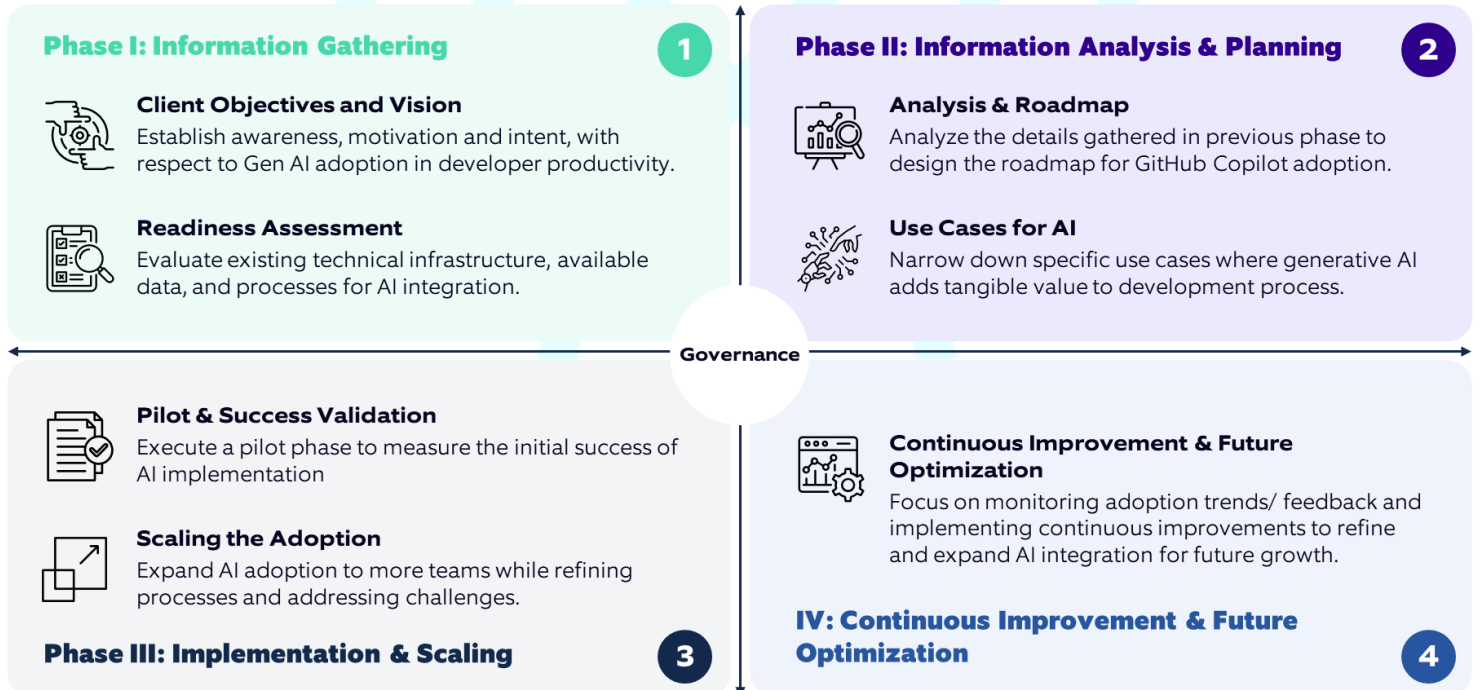 Phase I: Information Gathering
1
Client Objectives and Vision
Establish awareness, motivation and intent, with
respect to Gen AI adoption in developer productivity.
Readiness Assessment
Evaluate existing technical infrastructure, available
data, and processes for AI integration.
Phase II: Information Analysis & Planning
2
Analysis & Roadmap
Analyze the details gathered in previous phase to
design the roadmap for GitHub Copilot adoption.
Use Cases for AI
Narrow down specific use cases where generative AI
adds tangible value to development process.
Governance
Pilot & Success Validation
Execute a pilot phase to measure the initial success of
AI implementation
Scaling the Adoption
Expand AI adoption to more teams while refining
processes and addressing challenges.
Phase III: Implementation & Scaling
3
Continuous Improvement & Future
Optimization
Focus on monitoring adoption trends/ feedback and
implementing continuous improvements to refine
and expand AI integration for future growth.
IV: Continuous Improvement & Future
Optimization
4